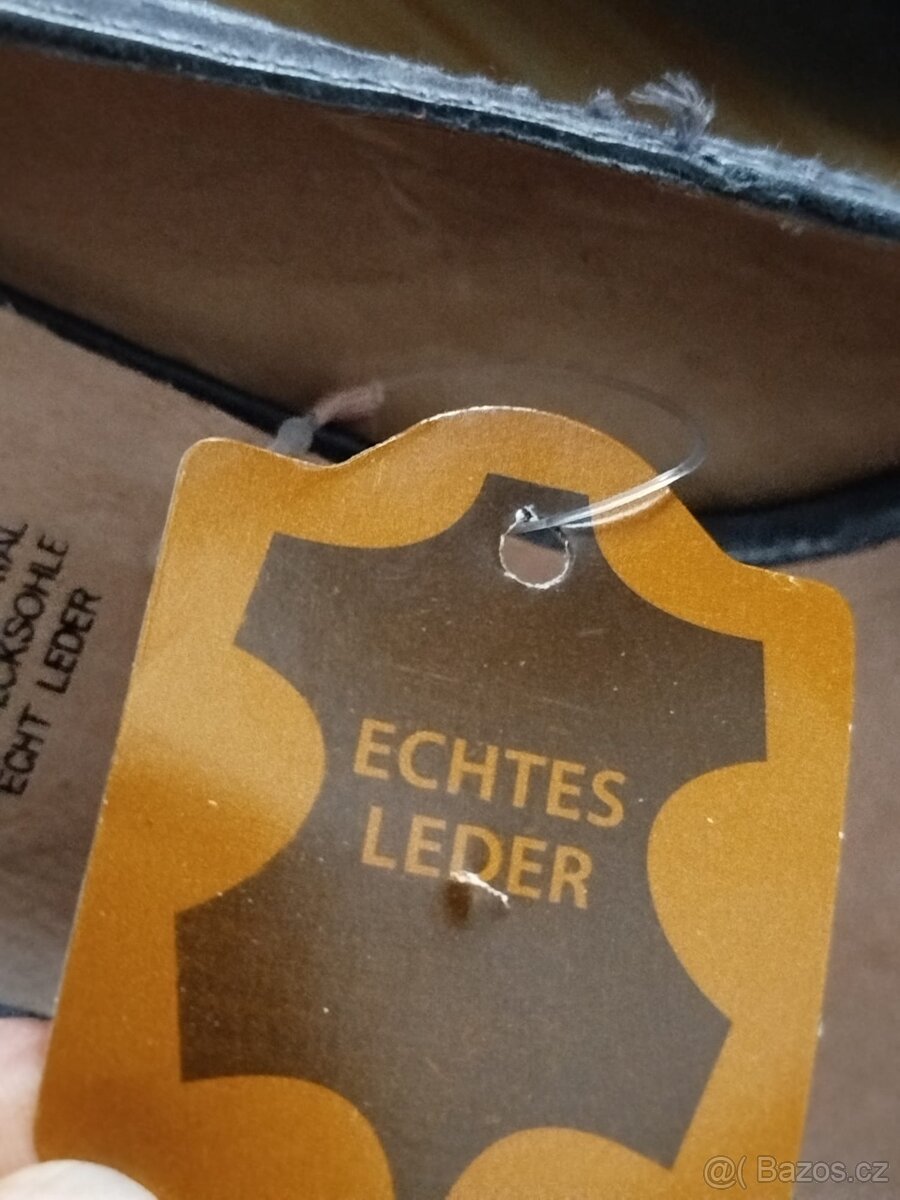 ECHTES
LEDER
ECHT LEDER
@( Bazos.cz